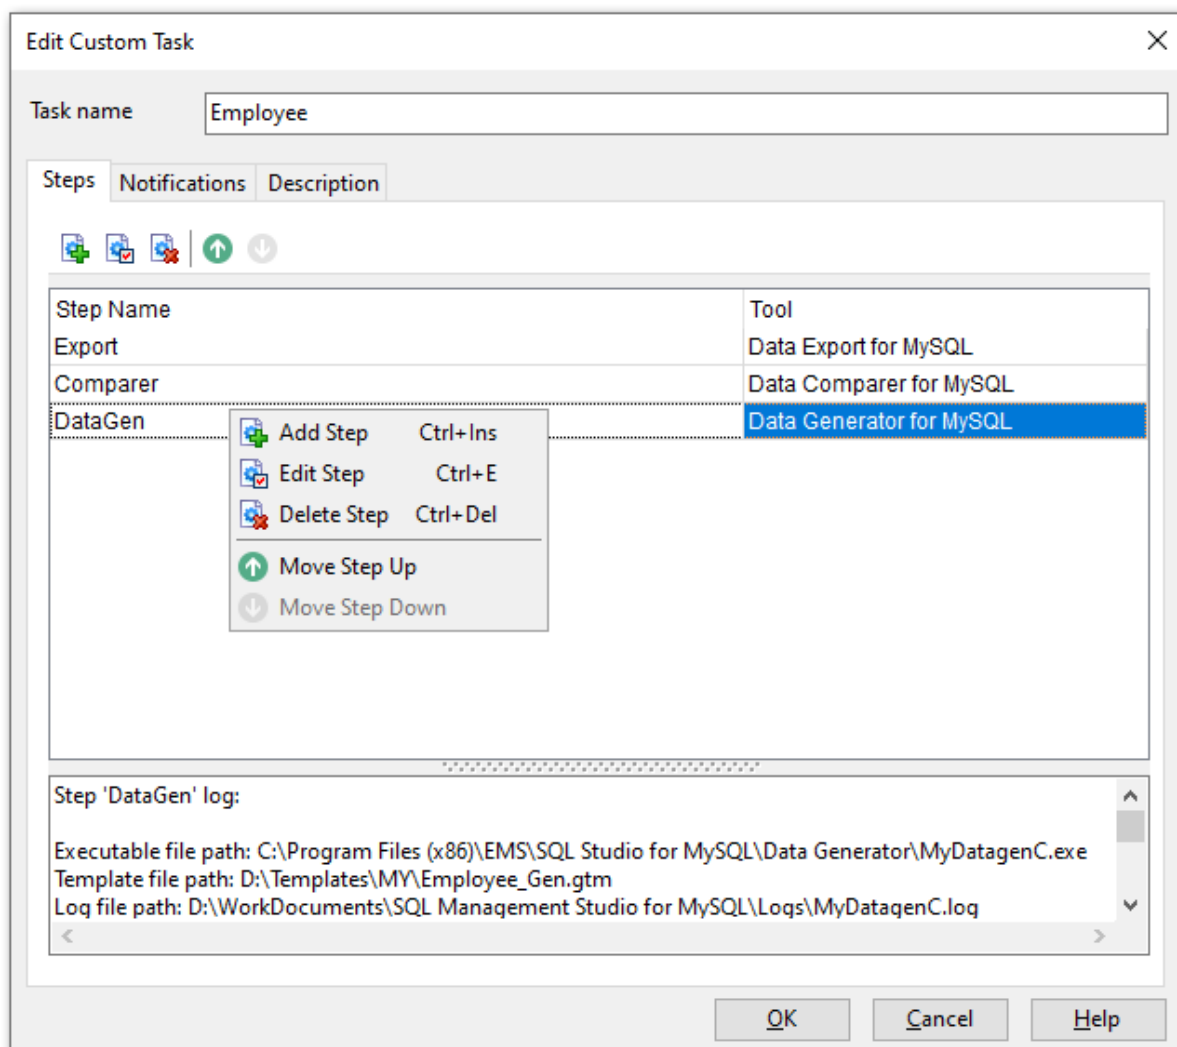 Edit Custom Task
Task name
Employee
Steps Notifications Description
Step Name Tool
Export Data Export for MySQL
Comparer Data Comparer for MySQL
DataGen Data Generator for MySQL
Add Step Ctrl+Ins
Edit Step Ctrl+E
Delete Step Ctrl+Del
Move Step Up
Move Step Down
Step 'DataGen' log:
Executable file path: C:\Program Files (x86)\EMS\SQL Studio for MySQL\Data Generator\MyDatagenC.exe
Template file path: D:\Templates\MY\Employee_Gen.gtm
Log file path: D:\WorkDocuments\SQL Management Studio for MySQL\Logs\MyDatagenC.log
OK Cancel Help